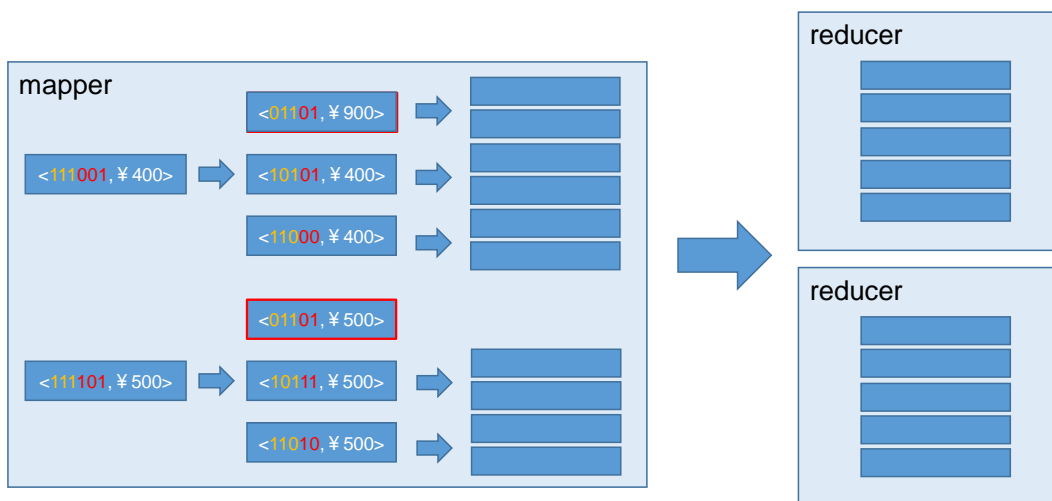 mapper
<01101, ¥ 900>
<111001, ¥ 400>
<10101, ¥ 400>
<11000, ¥ 400>
<01101, ¥ 500>
<111101, ¥ 500>
<10111, ¥ 500>
<11010, ¥ 500>
reducer
reducer